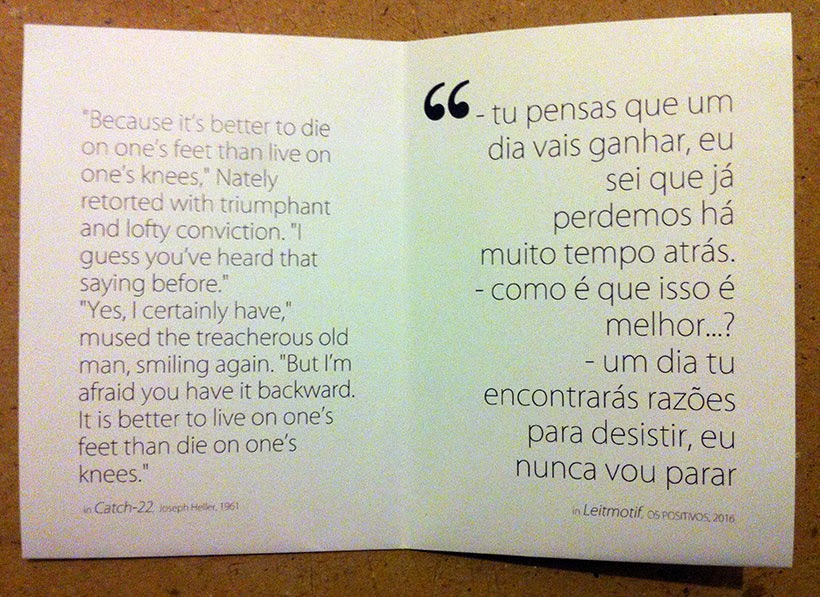 "Because it's better to die
on one's feet than live on
one's knees," Nately
retorted with triumphant
and lofty conviction. "I
guess you've heard that
saying before."
"Yes, I certainly have,"
mused the treacherous old
man, smiling again. "But I'm
afraid you have it backward.
It is better to live on one's
feet than die on one's
knees."
in Catch-22, Joseph Heller, 1961
“ - tu pensas que um
dia vais ganhar, eu
sei que já
perdemos há
muito tempo atrás.
- como é que isso é
melhor...?
- um dia tu
encontrarás razões
para desistir, eu
nunca vou parar
in Leitmotif, OS POSITIVOS, 2016